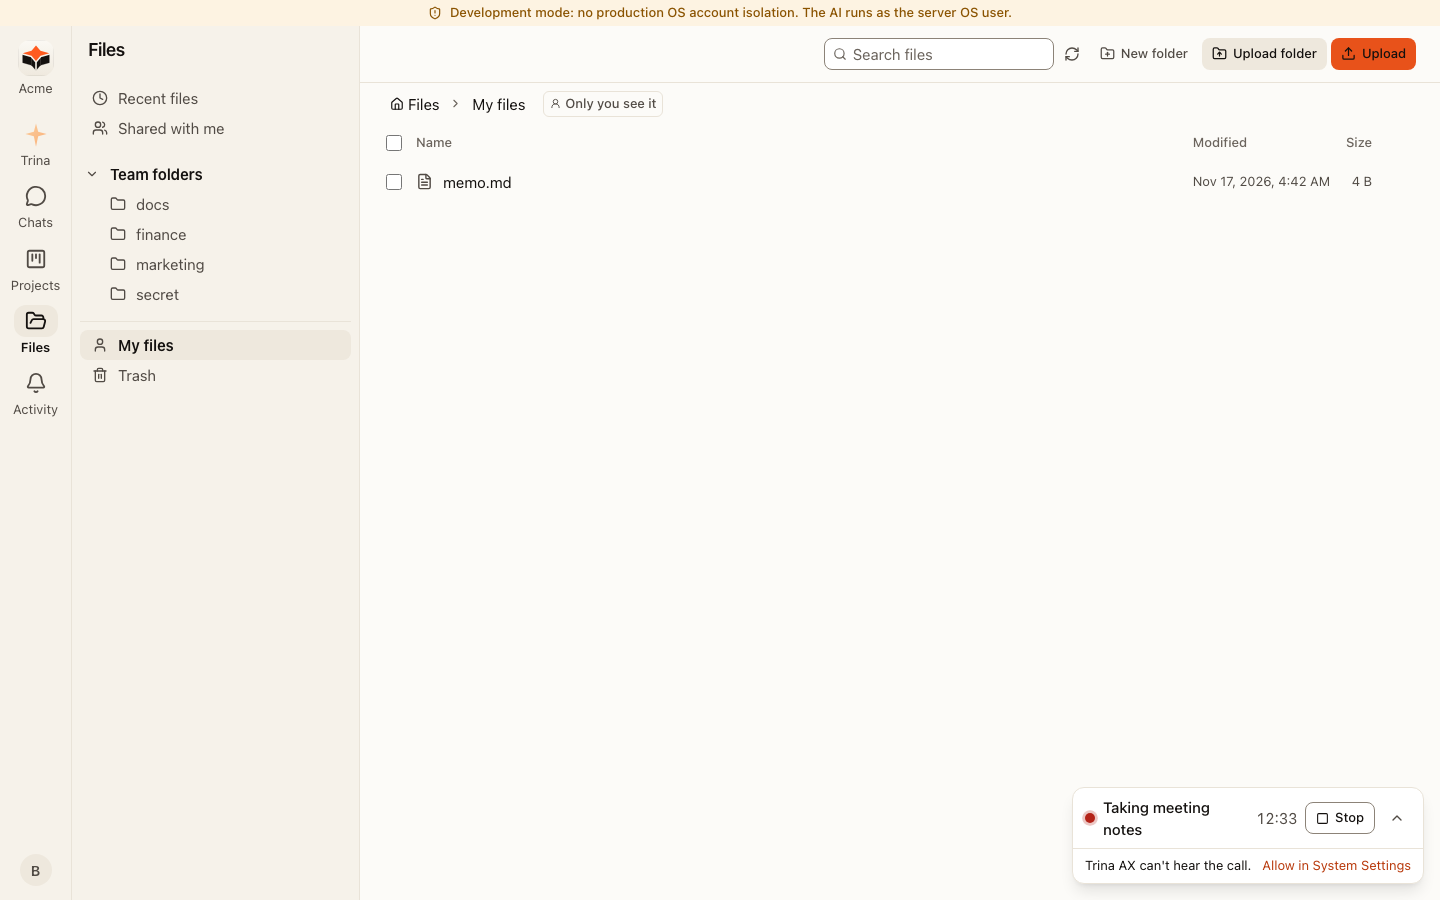 Development mode: no production OS account isolation. The AI runs as the server OS user.
Acme
Trina
Chats
Projects
Files
Activity
B
Files
Recent files
Shared with me
Team folders
docs
finance
marketing
secret
My files
Trash
Search files
New folder
Upload folder
Upload
Files
My files
Only you see it
Name Modified Size
memo.md Nov 17, 2026, 4:42 AM 4 B
Taking meeting
notes
12:33
Stop
Trina AX can't hear the call. Allow in System Settings